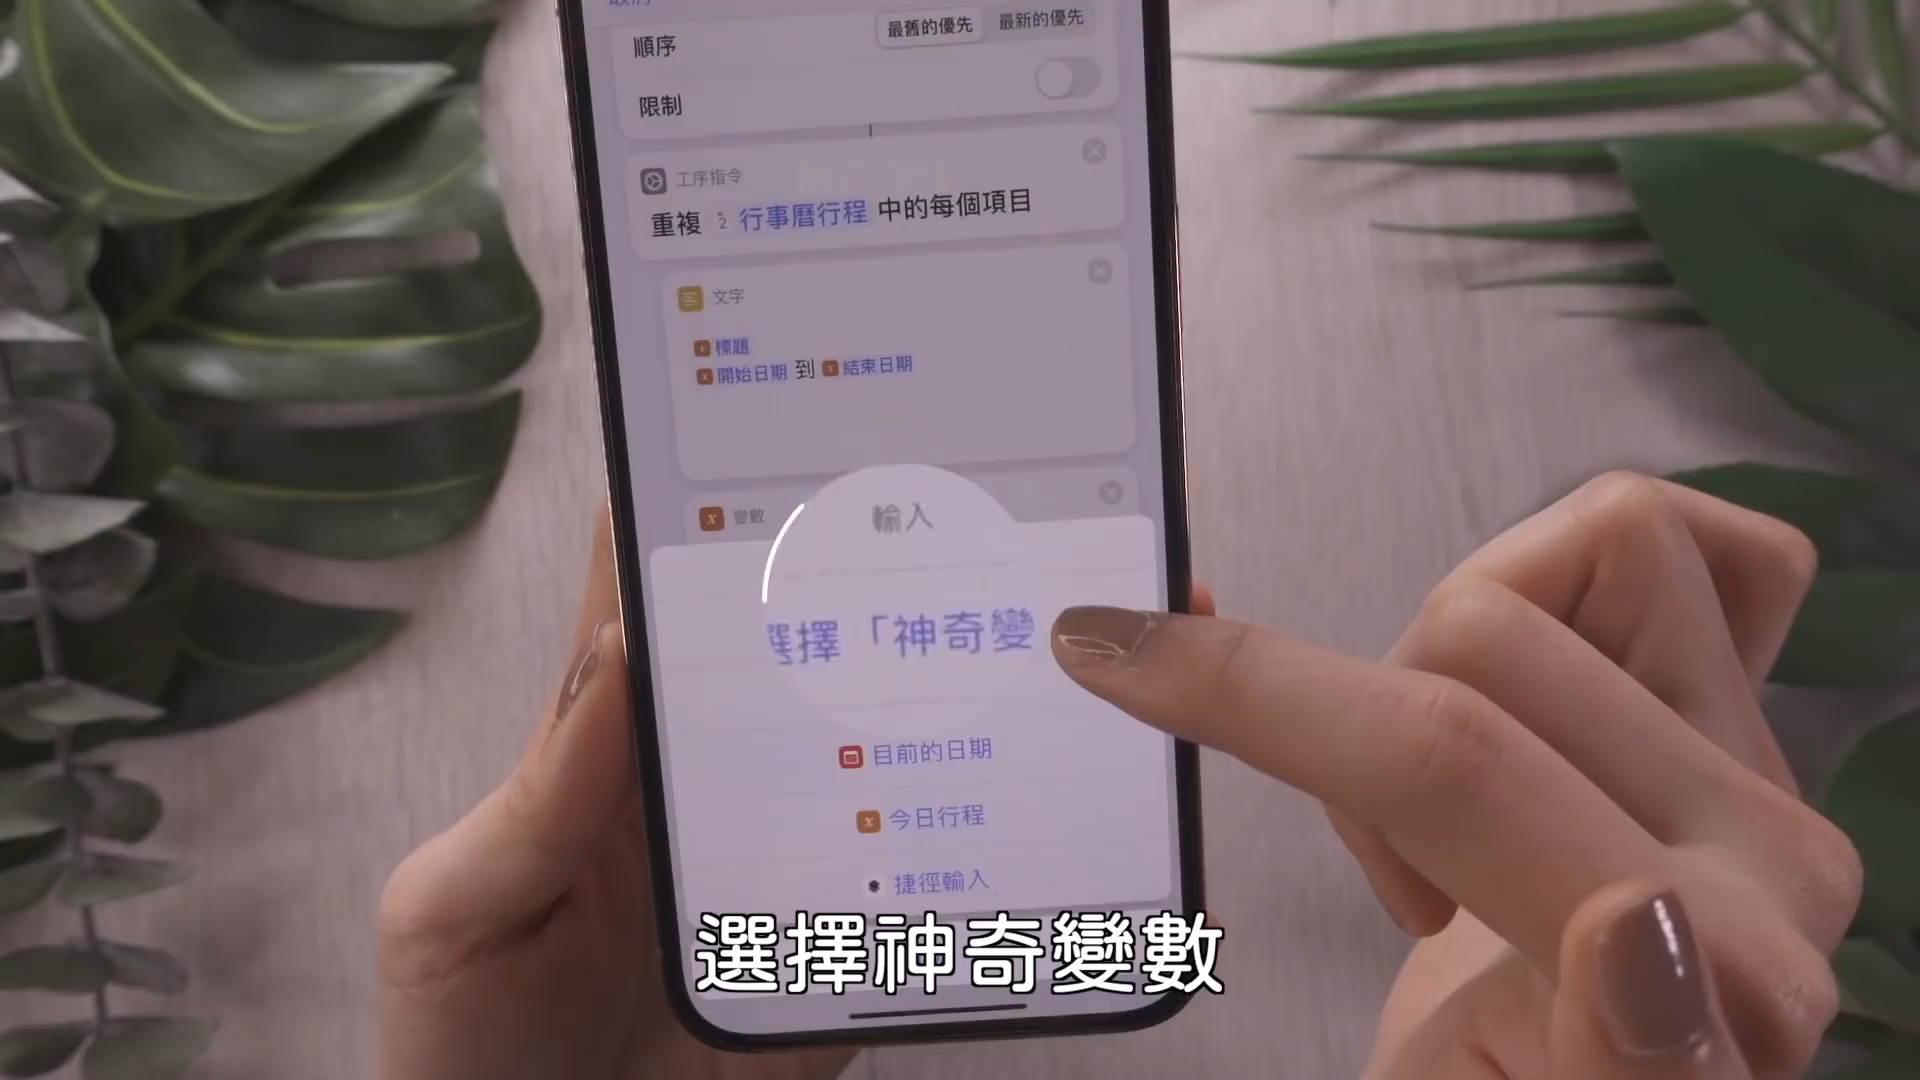 順序
最舊的優先 最新的優先
限制
工序指令
重複 行事曆行程 中的每個項目
文字
標題
開始日期 到 結束日期
變數
輸入
選擇「神奇變
目前的日期
今日行程
捷徑輸入
選擇神奇變數